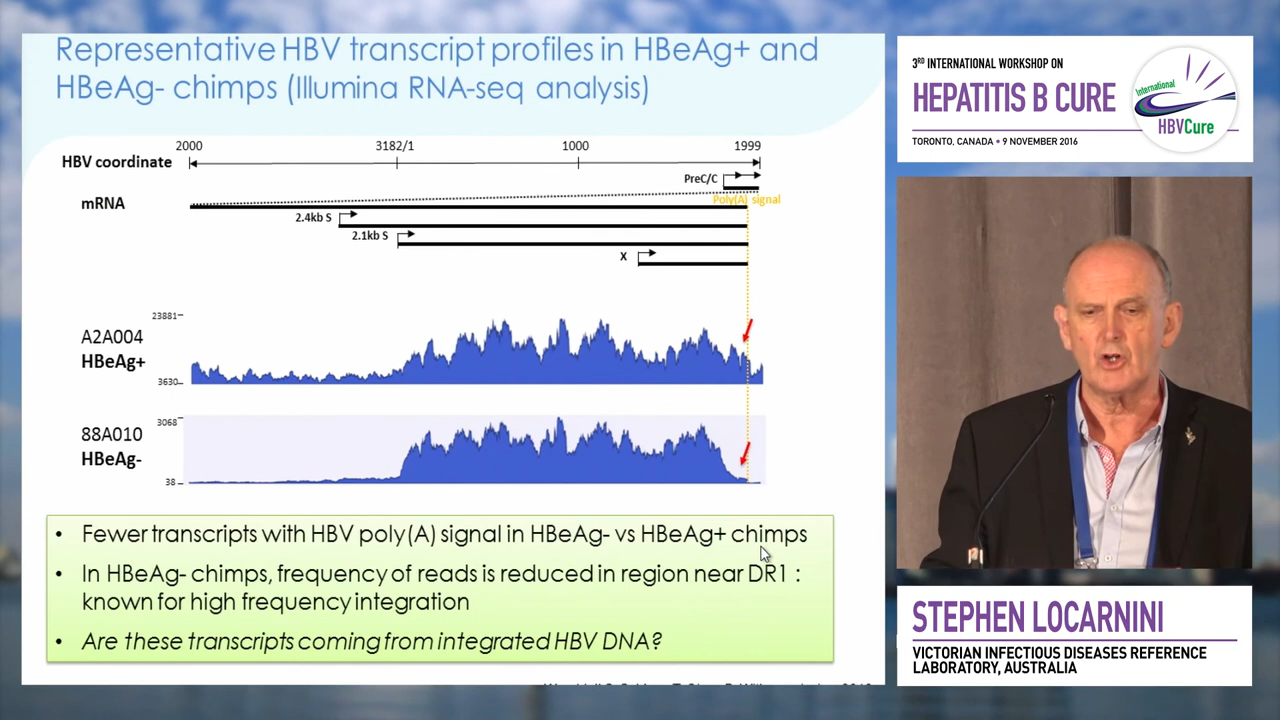 Representative HBV transcript profiles in HBeAg+ and
HBeAg- chimps (Illumina RNA-seq analysis)
2000 3182/1 1000 1999
HBV coordinate
PreC/C
Poly(A) signal
mRNA
2.4kb S
2.1kb S
X
23881
A2A004
HBeAg+
3630
3068
88A010
HBeAg-
38
• Fewer transcripts with HBV poly(A) signal in HBeAg- vs HBeAg+ chimps
• In HBeAg- chimps, frequency of reads is reduced in region near DR1 :
known for high frequency integration
• Are these transcripts coming from integrated HBV DNA?
3RD INTERNATIONAL WORKSHOP ON
HEPATITIS B CURE
TORONTO, CANADA • 9 NOVEMBER 2016
International
HBVCure
STEPHEN LOCARNINI
VICTORIAN INFECTIOUS DISEASES REFERENCE
LABORATORY, AUSTRALIA